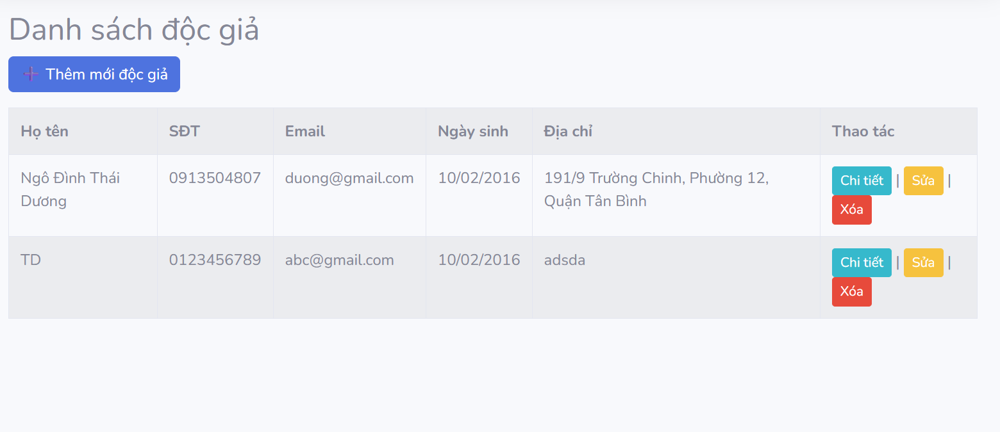 Danh sách độc giả
➕ Thêm mới độc giả
Họ tên SĐT Email Ngày sinh Địa chỉ Thao tác
Ngô Đình Thái 0913504807 duong@gmail.com 10/02/2016 191/9 Trường Chinh, Phường 12, Chi tiết | Sửa |
Dương Quận Tân Bình Xóa
TD 0123456789 abc@gmail.com 10/02/2016 adsda Chi tiết | Sửa |
Xóa